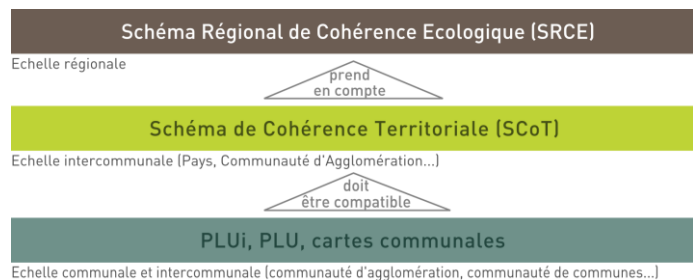 Schéma Régional de Cohérence Ecologique (SRCE)
Echelle régionale
prend
en compte
Schéma de Cohérence Territoriale (SCoT)
Echelle intercommunale (Pays, Communauté d'Agglomération...)
doit
être compatible
PLUi, PLU, cartes communales
Echelle communale et intercommunale (communauté d'agglomération, communauté de communes...)